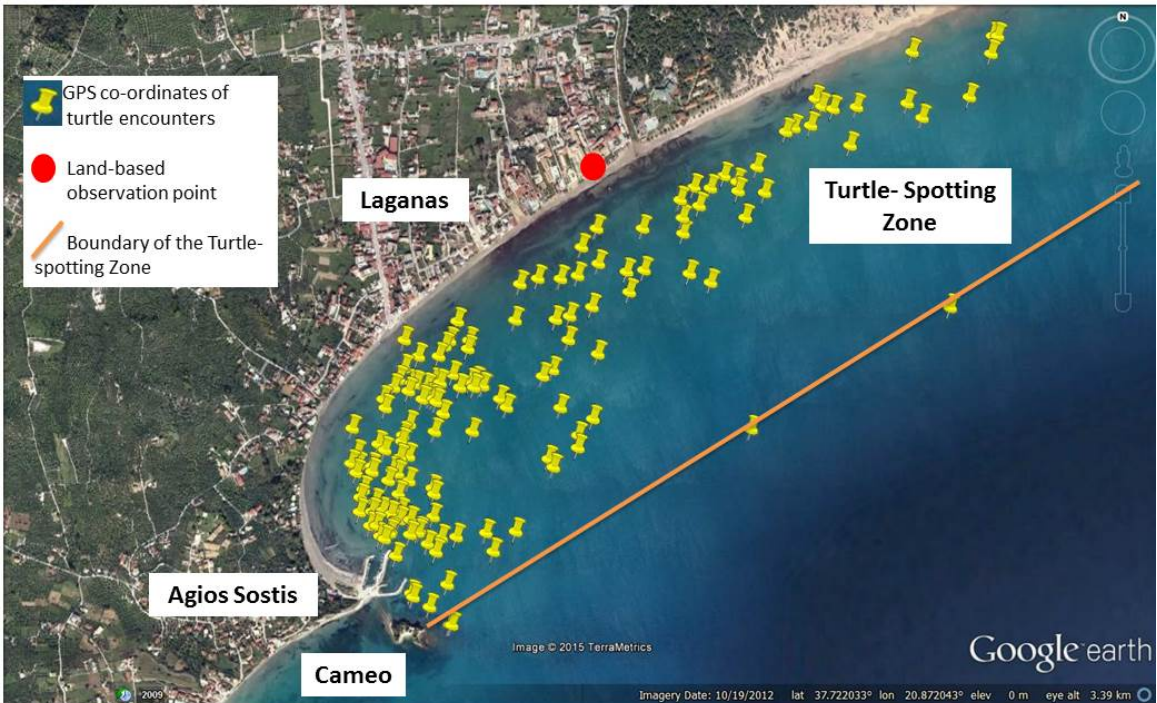 N
GPS co-ordinates of
turtle encounters
Land-based
observation point
Boundary of the Turtle-
spotting Zone
Laganas
Turtle- Spotting
Zone
Agios Sostis
Cameo
Image © 2015 TerraMetrics
Google earth
2009
Imagery Date: 10/19/2012 lat 37.722033° lon 20.872043° elev 0 m eye alt 3.39 km